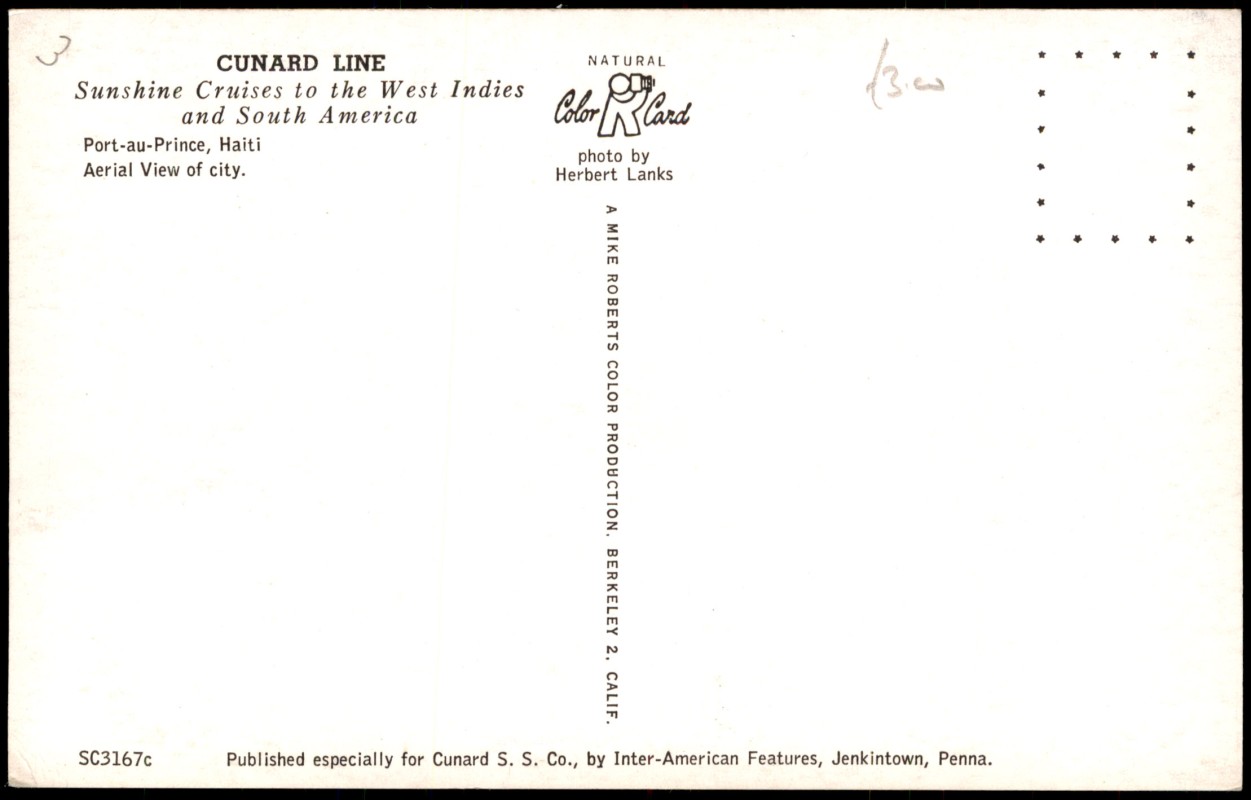 3
CUNARD LINE
Sunshine Cruises to the West Indies
and South America
Port-au-Prince, Haiti
Aerial View of city.
NATURAL
Color Card
photo by
Herbert Lanks
£3.00
A MIKE ROBERTS COLOR PRODUCTION, BERKELEY 2, CALIF.
SC3167c
Published especially for Cunard S. S. Co., by Inter-American Features, Jenkintown, Penna.